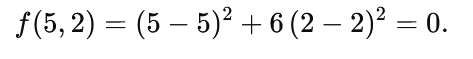 f(5, 2) = (5 − 5)² + 6 (2 − 2)² = 0.